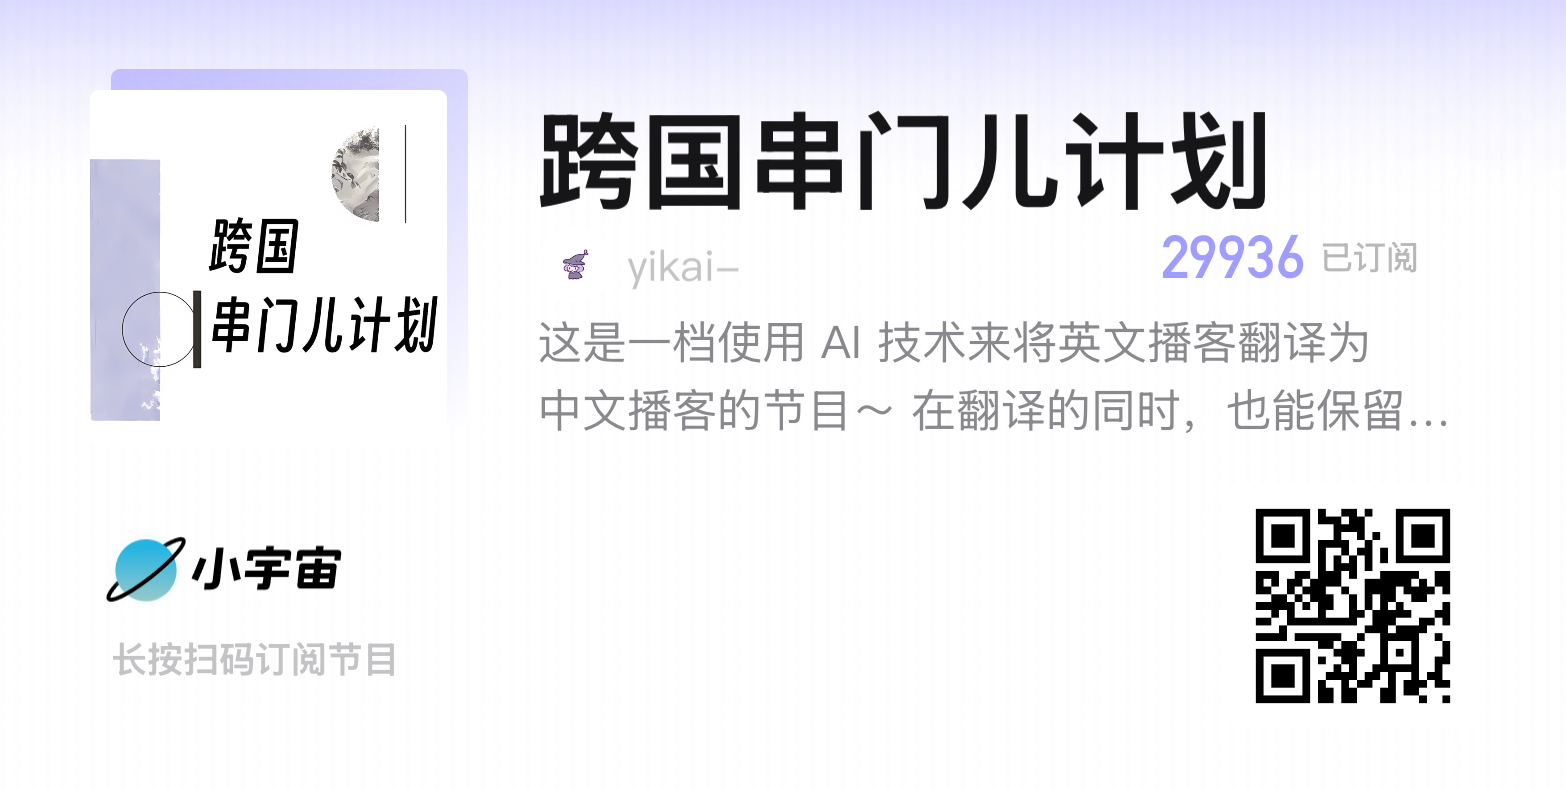 跨国
串门儿计划
跨国串门儿计划
yikai–
29936 已订阅
这是一档使用 AI 技术来将英文播客翻译为
中文播客的节目～ 在翻译的同时，也能保留...
小宇宙
长按扫码订阅节目